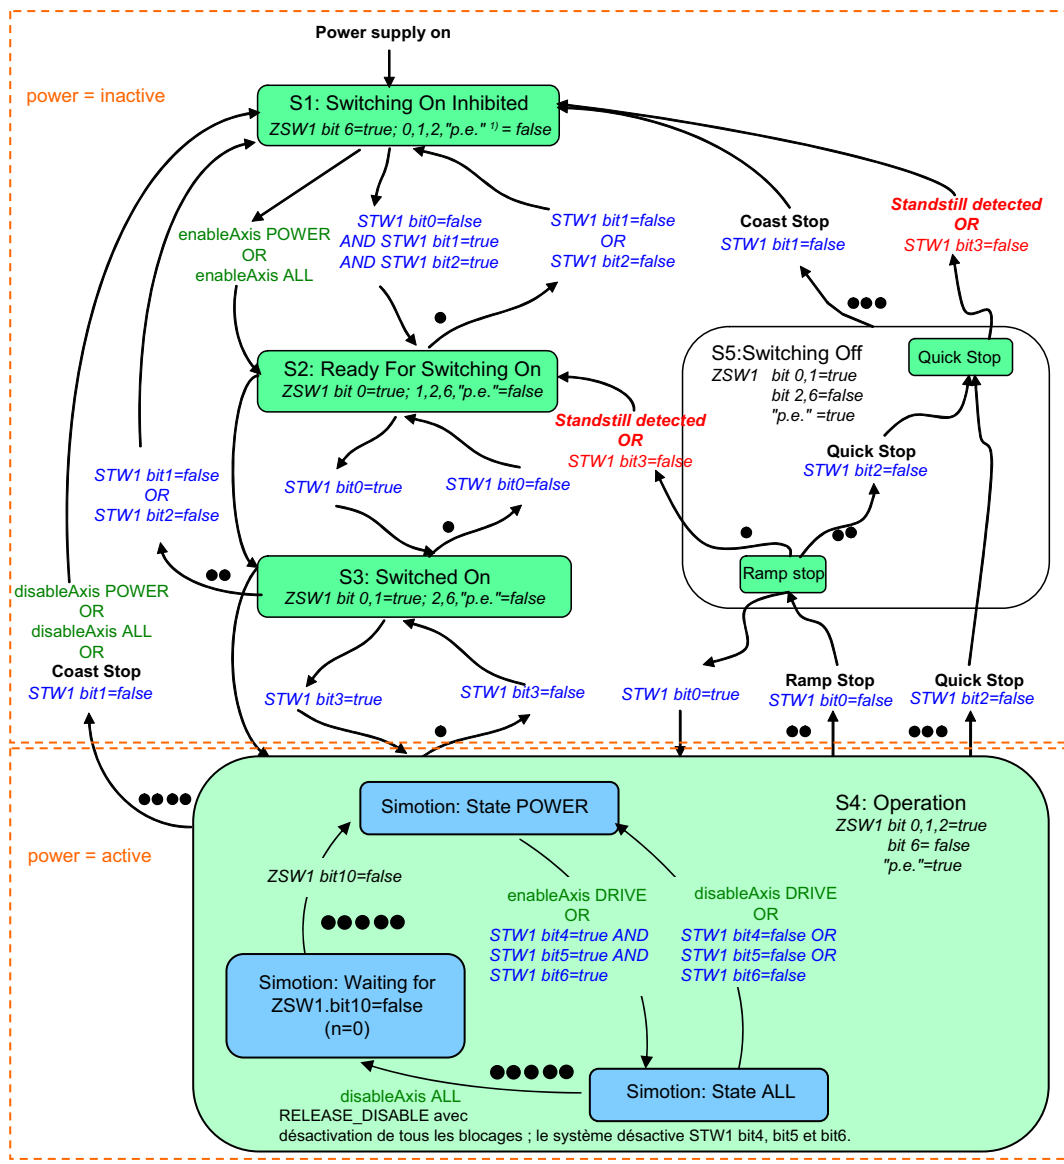 Power supply on
power = inactive
S1: Switching On Inhibited
ZSW1 bit 6=true; 0,1,2,"p.e." 1) = false
enableAxis POWER
OR
enableAxis ALL
STW1 bit0=false
AND STW1 bit1=true
AND STW1 bit2=true
STW1 bit1=false
OR
STW1 bit2=false
Coast Stop
STW1 bit1=false
Standstill detected
OR
STW1 bit3=false
S2: Ready For Switching On
ZSW1 bit 0=true; 1,2,6,"p.e."=false
S5:Switching Off
ZSW1 bit 0,1=true
bit 2,6=false
"p.e." =true
Quick Stop
Standstill detected
OR
STW1 bit3=false
Quick Stop
STW1 bit2=false
STW1 bit1=false
OR
STW1 bit2=false
STW1 bit0=true
STW1 bit0=false
S3: Switched On
ZSW1 bit 0,1=true; 2,6,"p.e."=false
Ramp stop
disableAxis POWER
OR
disableAxis ALL
OR
Coast Stop
STW1 bit1=false
STW1 bit3=true
STW1 bit3=false
STW1 bit0=true
Ramp Stop
STW1 bit0=false
Quick Stop
STW1 bit2=false
power = active
Simotion: State POWER
S4: Operation
ZSW1 bit 0,1,2=true
bit 6= false
"p.e."=true
ZSW1 bit10=false
enableAxis DRIVE
OR
STW1 bit4=true AND
STW1 bit5=true AND
STW1 bit6=true
disableAxis DRIVE
OR
STW1 bit4=false OR
STW1 bit5=false OR
STW1 bit6=false
Simotion: Waiting for
ZSW1.bit10=false
(n=0)
Simotion: State ALL
disableAxis ALL
RELEASE_DISABLE avec
désactivation de tous les blocages ; le système désactive STW1 bit4, bit5 et bit6.